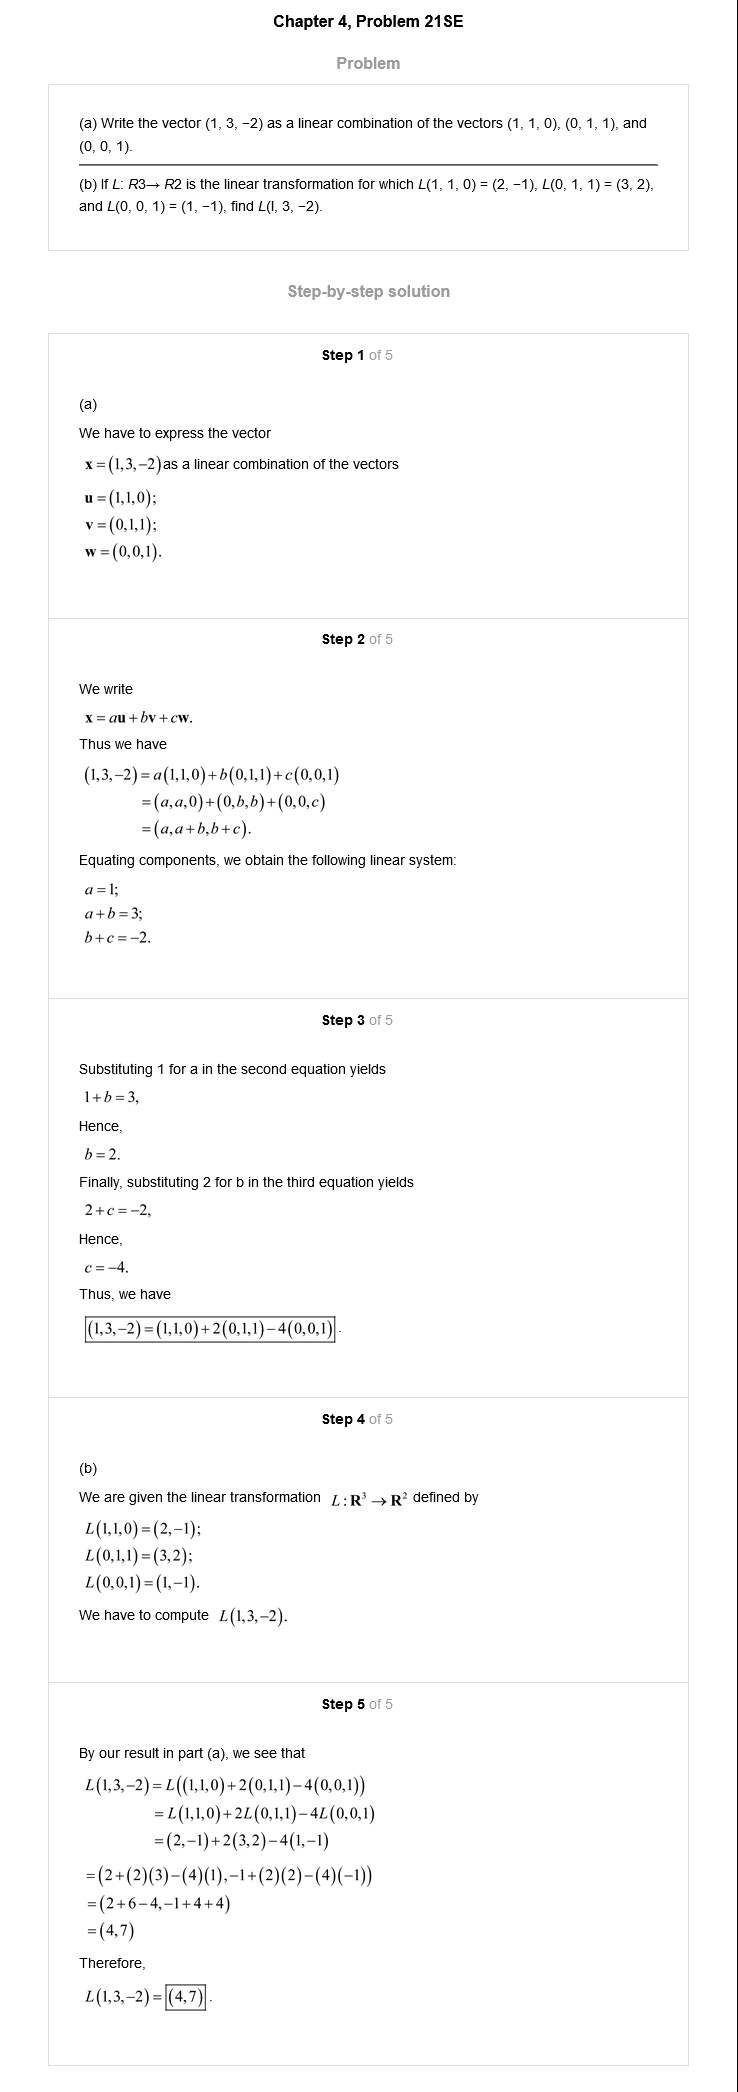 Chapter 4, Problem 21SE
Problem
(a) Write the vector (1, 3, −2) as a linear combination of the vectors (1, 1, 0), (0, 1, 1), and
(0, 0, 1).
(b) If L: R3→ R2 is the linear transformation for which L(1, 1, 0) = (2, −1), L(0, 1, 1) = (3, 2),
and L(0, 0, 1) = (1, −1), find L(l, 3, −2).
Step-by-step solution
Step 1 of 5
(a)
We have to express the vector
x = (1,3,−2) as a linear combination of the vectors
u = (1,1,0);
v = (0,1,1);
w = (0,0,1).
Step 2 of 5
We write
x = au + bv + cw.
Thus we have
(1,3,−2) = a(1,1,0) + b(0,1,1) + c(0,0,1)
= (a,a,0) + (0,b,b) + (0,0,c)
= (a,a+b,b+c).
Equating components, we obtain the following linear system:
a = 1;
a + b = 3;
b + c = −2.
Step 3 of 5
Substituting 1 for a in the second equation yields
1 + b = 3,
Hence,
b = 2.
Finally, substituting 2 for b in the third equation yields
2 + c = −2,
Hence,
c = −4.
Thus, we have
(1,3,−2) = (1,1,0) + 2(0,1,1) − 4(0,0,1).
Step 4 of 5
(b)
We are given the linear transformation L : R³ → R² defined by
L(1,1,0) = (2,−1);
L(0,1,1) = (3,2);
L(0,0,1) = (1,−1).
We have to compute L(1,3,−2).
Step 5 of 5
By our result in part (a), we see that
L(1,3,−2) = L((1,1,0) + 2(0,1,1) − 4(0,0,1))
= L(1,1,0) + 2L(0,1,1) − 4L(0,0,1)
= (2,−1) + 2(3,2) − 4(1,−1)
= (2+(2)(3)−(4)(1),−1+(2)(2)−(4)(−1))
= (2+6−4,−1+4+4)
= (4,7)
Therefore,
L(1,3,−2) = (4,7).